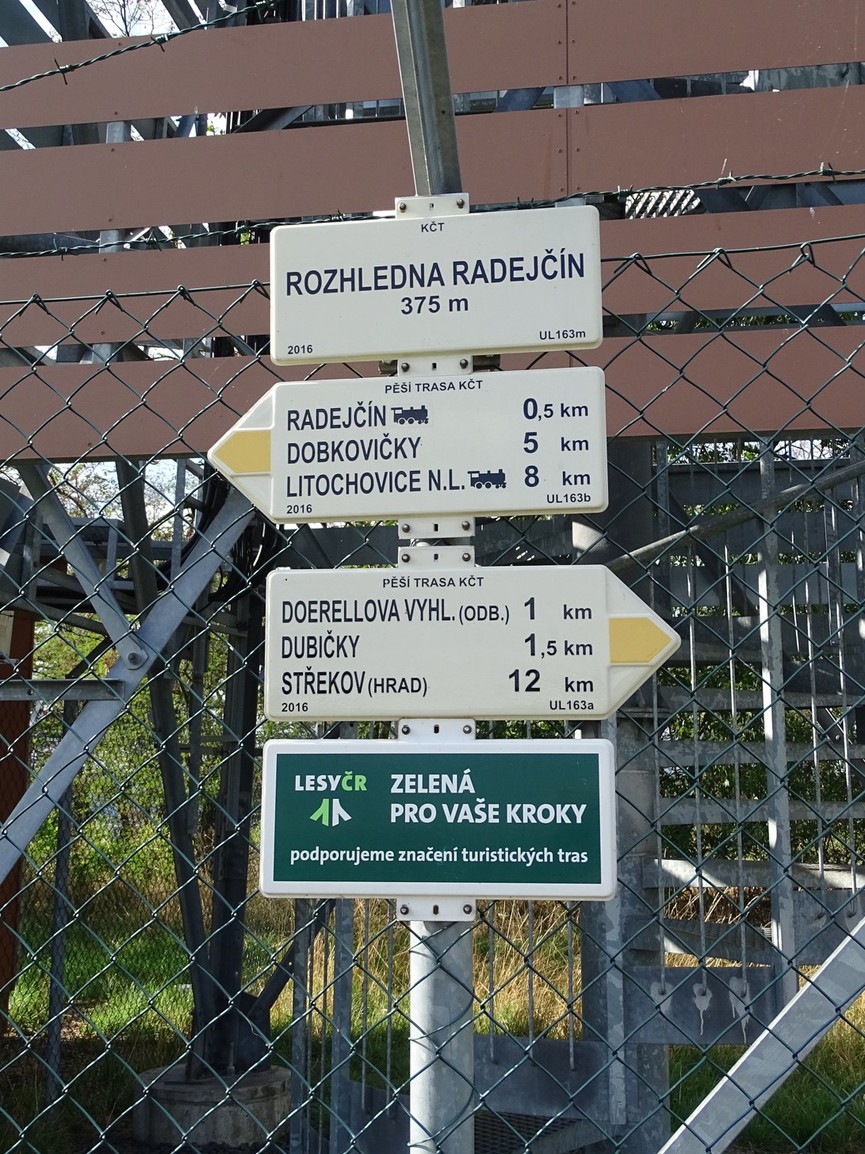 KČT
ROZHLEDNA RADEJČÍN
375 m
2016 UL163m
PĚŠÍ TRASA KČT
RADEJČÍN 0,5 km
DOBKOVIČKY 5 km
LITOCHOVICE N.L. 8 km
2016 UL163b
PĚŠÍ TRASA KČT
DOERELLOVA VYHL. (ODB.) 1 km
DUBIČKY 1,5 km
STŘEKOV (HRAD) 12 km
2016 UL163a
LESYČR
ZELENÁ
PRO VAŠE KROKY
podporujeme značení turistických tras